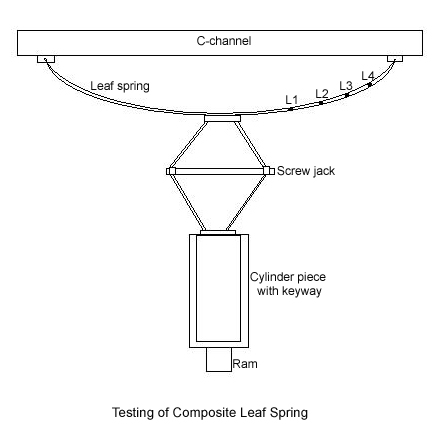 C-channel
Leaf spring
L1
L2
L3
L4
Screw jack
Cylinder piece
with keyway
Ram
Testing of Composite Leaf Spring